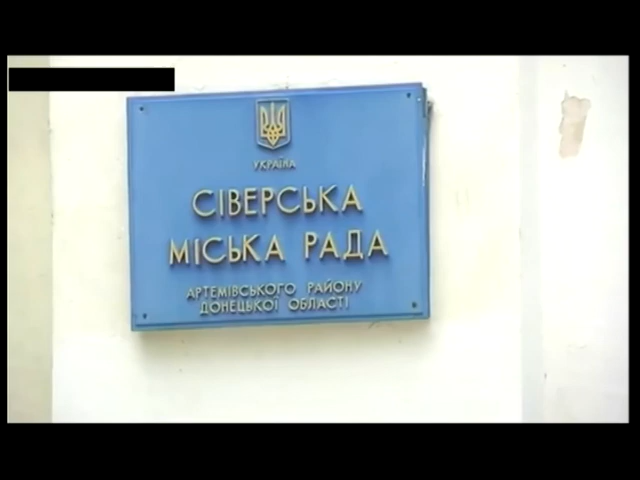 УКРАЇНА
СІВЕРСЬКА
МІСЬКА РАДА
АРТЕМІВСЬКОГО РАЙОНУ
ДОНЕЦЬКОЇ ОБЛАСТІ